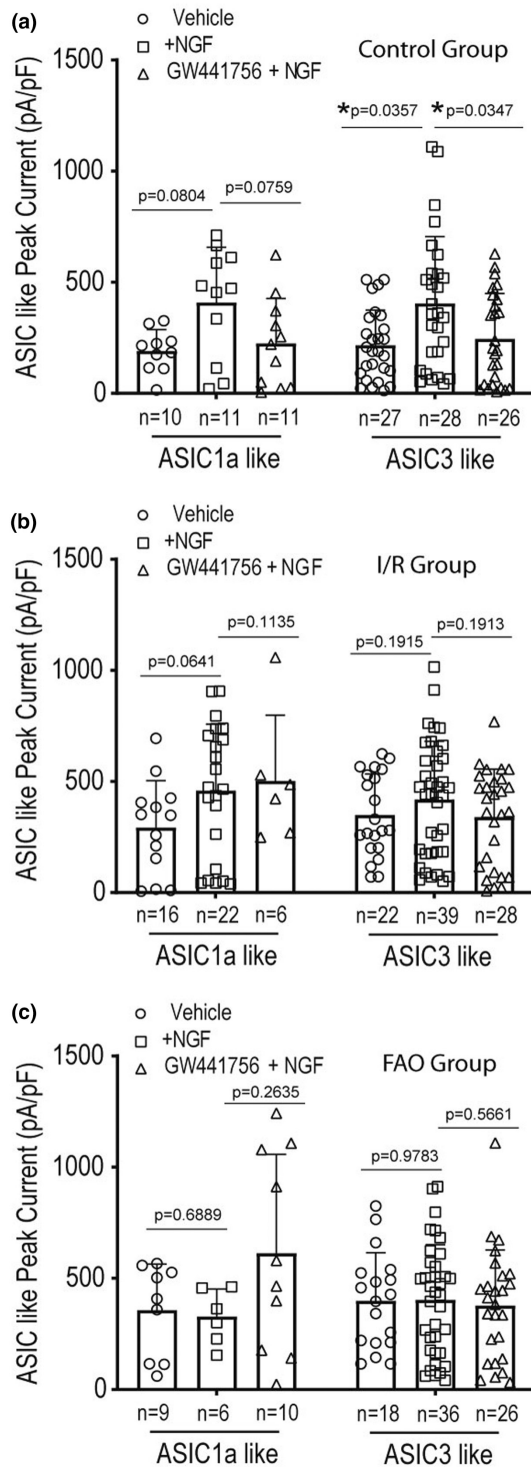 (a)
Vehicle
+NGF
GW441756 + NGF
Control Group
ASIC like Peak Current (pA/pF)
1500
1000
500
0
p=0.0804
p=0.0759
*p=0.0357
*p=0.0347
n=10 n=11 n=11 n=27 n=28 n=26
ASIC1a like ASIC3 like
(b)
Vehicle
+NGF
GW441756 + NGF
I/R Group
ASIC like Peak Current (pA/pF)
1500
1000
500
0
p=0.0641
p=0.1135
p=0.1915
p=0.1913
n=16 n=22 n=6 n=22 n=39 n=28
ASIC1a like ASIC3 like
(c)
Vehicle
+NGF
GW441756 + NGF
FAO Group
ASIC like Peak Current (pA/pF)
1500
1000
500
0
p=0.6889
p=0.2635
p=0.9783
p=0.5661
n=9 n=6 n=10 n=18 n=36 n=26
ASIC1a like ASIC3 like